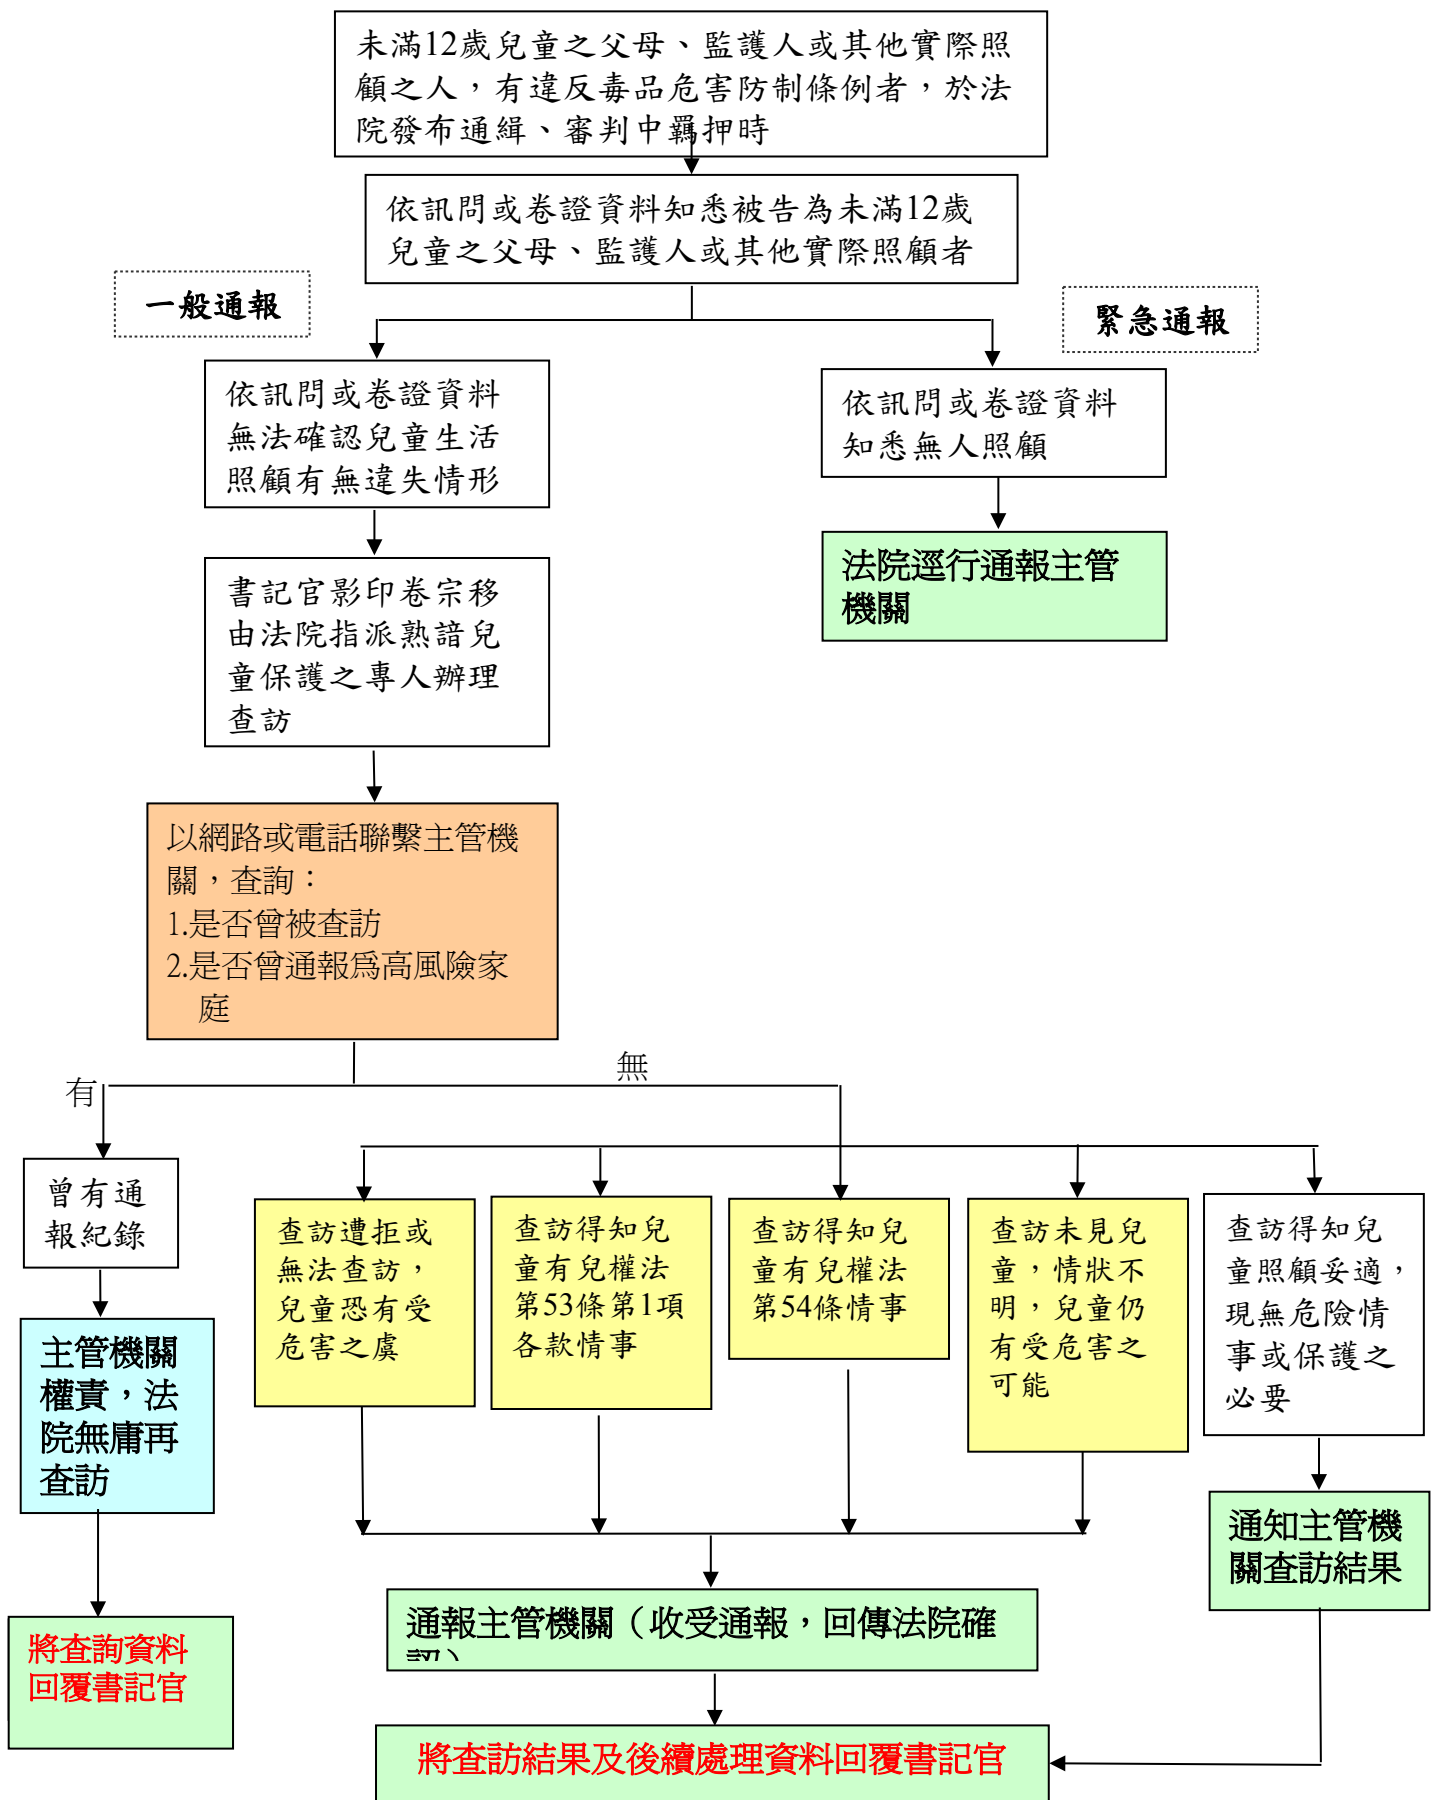 未滿12歲兒童之父母、監護人或其他實際照
顧之人，有違反毒品危害防制條例者，於法
院發布通緝、審判中羈押時
依訊問或卷證資料知悉被告為未滿12歲
兒童之父母、監護人或其他實際照顧者
一般通報
緊急通報
依訊問或卷證資料
無法確認兒童生活
照顧有無違失情形
依訊問或卷證資料
知悉無人照顧
法院逕行通報主管
機關
書記官影印卷宗移
由法院指派熟諳兒
童保護之專人辦理
查訪
以網路或電話聯繫主管機
關，查詢：
1.是否曾被查訪
2.是否曾通報為高風險家
庭
有
無
曾有通
報紀錄
主管機關
權責，法
院無庸再
查訪
將查詢資料
回覆書記官
查訪遭拒或
無法查訪，
兒童恐有受
危害之虞
查訪得知兒
童有兒權法
第53條第1項
各款情事
查訪得知兒
童有兒權法
第54條情事
查訪未見兒
童，情狀不
明，兒童仍
有受危害之
可能
查訪得知兒
童照顧妥適，
現無危險情
事或保護之
必要
通知主管機
關查訪結果
通報主管機關（收受通報，回傳法院確
認）
將查訪結果及後續處理資料回覆書記官